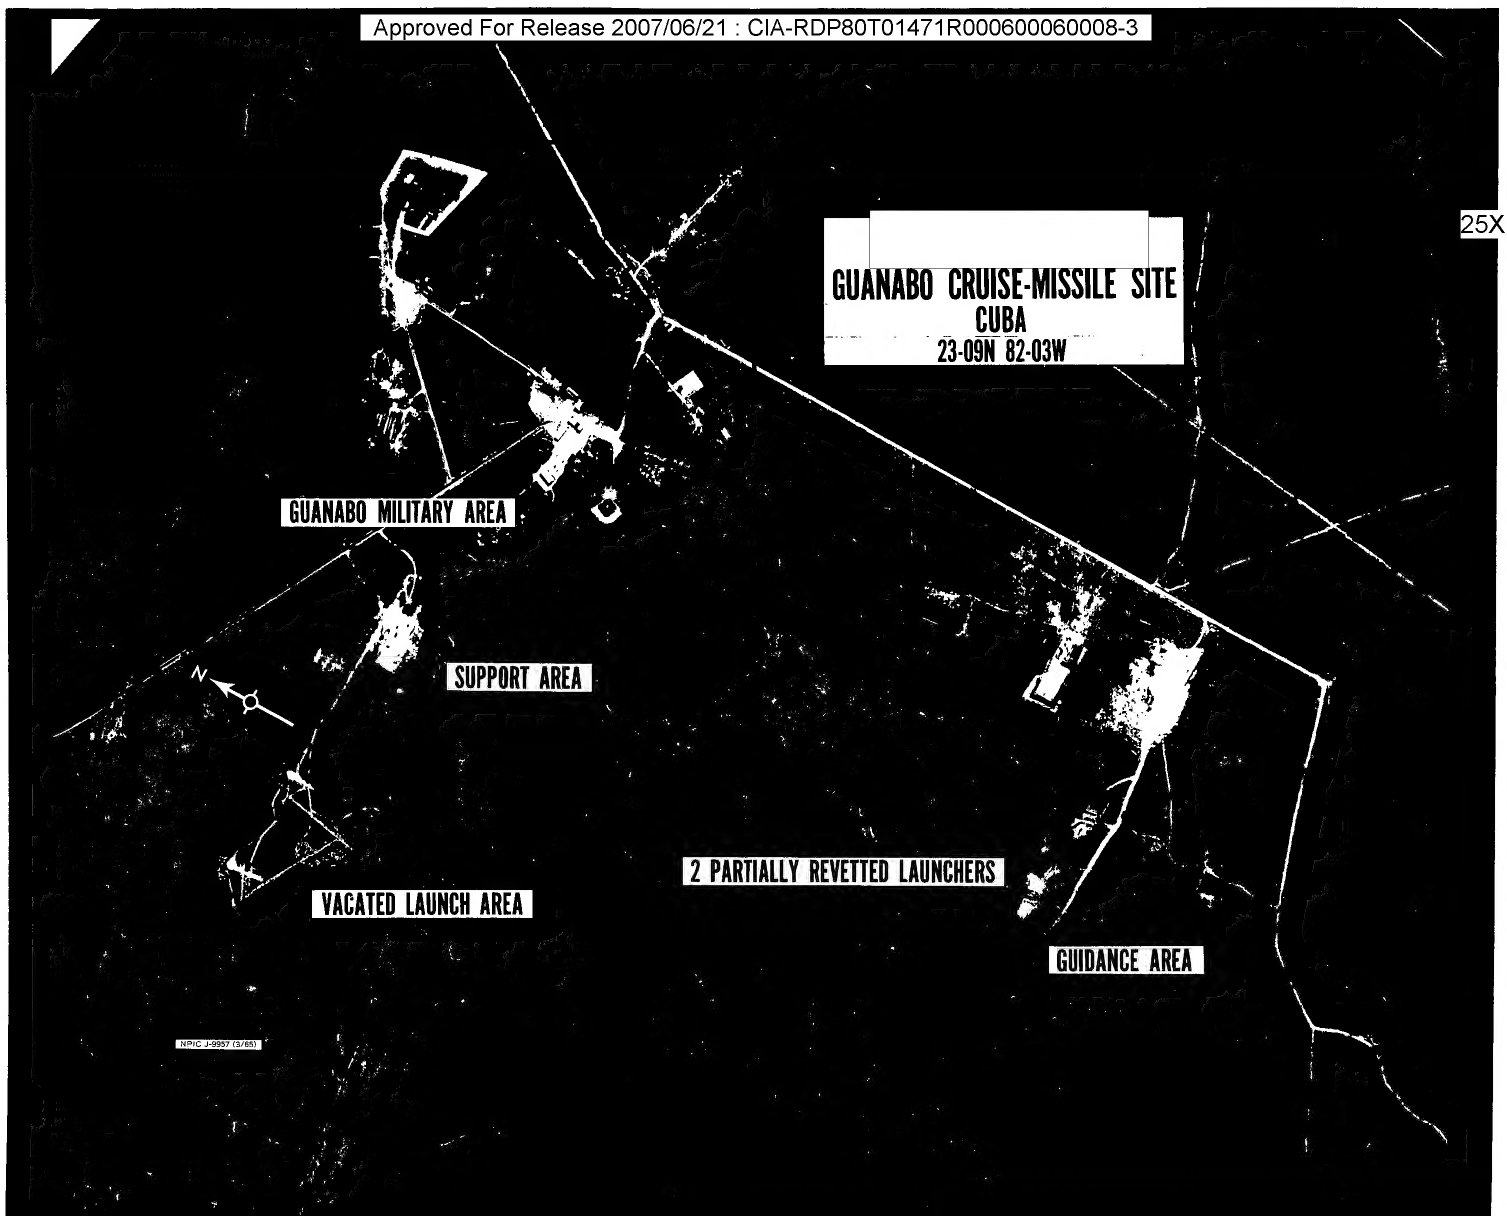 Approved For Release 2007/06/21 : CIA-RDP80T01471R000600060008-3
25X
GUANABO CRUISE-MISSILE SITE
CUBA
23-09N 82-03W
GUANABO MILITARY AREA
SUPPORT AREA
N
2 PARTIALLY REVETTED LAUNCHERS
VACATED LAUNCH AREA
GUIDANCE AREA
NPIC J-9957 (3/65)